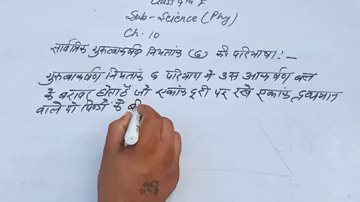 Class 9th F
Sub- Science (Phy)
Ch. 10
सार्वत्रिक गुरुत्वाकर्षण नियतांक (G) की परिभाषा : -
गुरुत्वाकर्षण नियतांक G परिमाण में उस आकर्षण बल
के बराबर होता है जो एकांक दूरी पर रखे एकांक द्रव्यमान
वाले दो पिंडों के बी